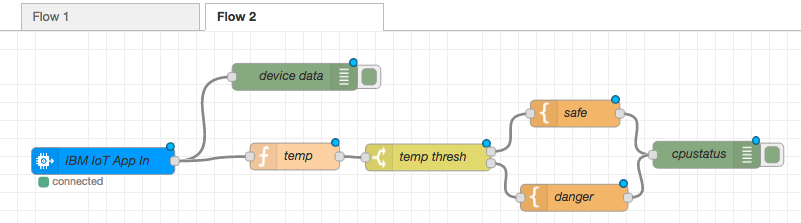 Flow 1
Flow 2
device data
safe
IBM IoT App In
temp
temp thresh
cpustatus
connected
danger